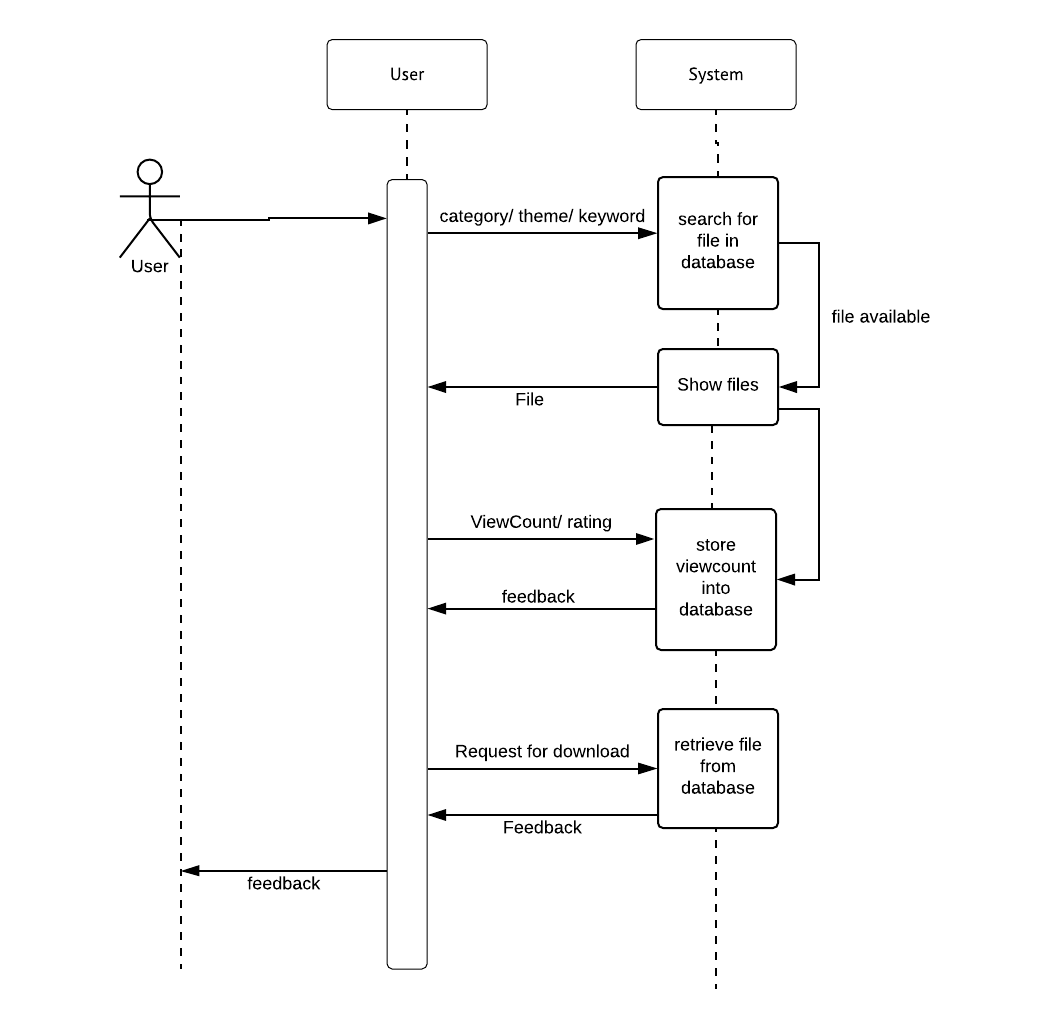 User
System
User
category/ theme/ keyword
search for
file in
database
file available
Show files
File
ViewCount/ rating
store
viewcount
into
database
feedback
Request for download
retrieve file
from
database
Feedback
feedback